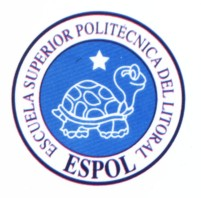 ESCUELA SUPERIOR POLITECNICA DEL LITORAL
ESPOL